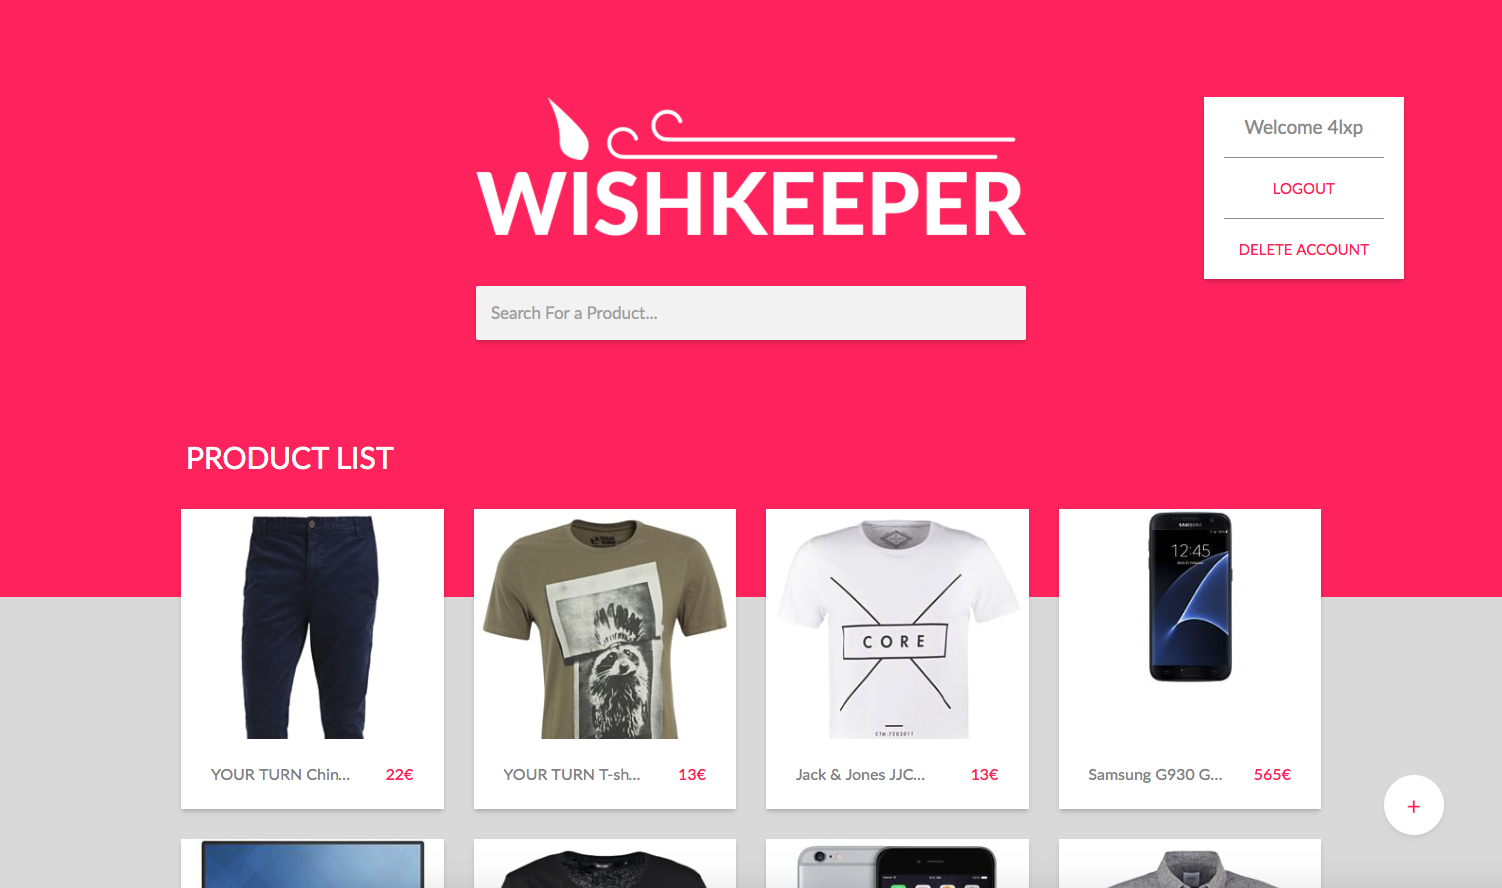 WISHKEEPER
Welcome 4lxp
LOGOUT
DELETE ACCOUNT
Search For a Product...
PRODUCT LIST
SAMSUNG
12:45
CORE
YOUR TURN Chin... 22€
YOUR TURN T-sh... 13€
Jack & Jones JJC... 13€
Samsung G930 G... 565€
+